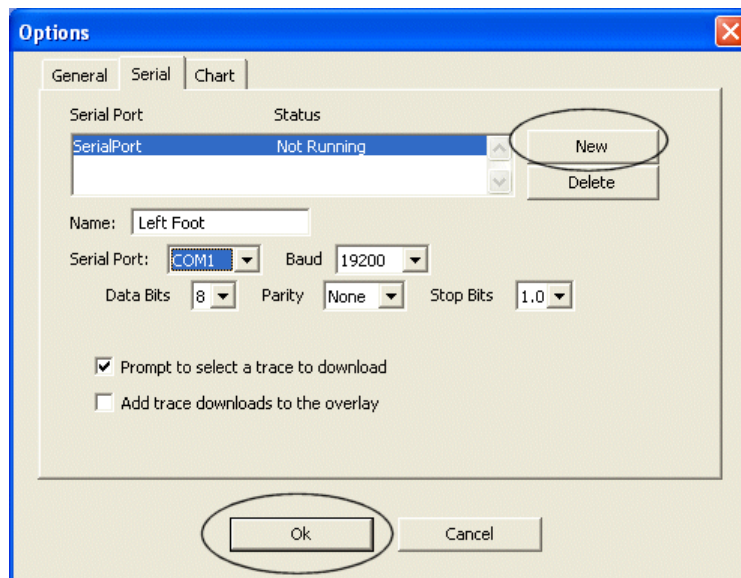 Options
General Serial Chart
Serial Port Status
SerialPort Not Running New
Delete
Name: Left Foot
Serial Port: COM1 Baud 19200
Data Bits 8 Parity None Stop Bits 1.0
Prompt to select a trace to download
Add trace downloads to the overlay
Ok Cancel